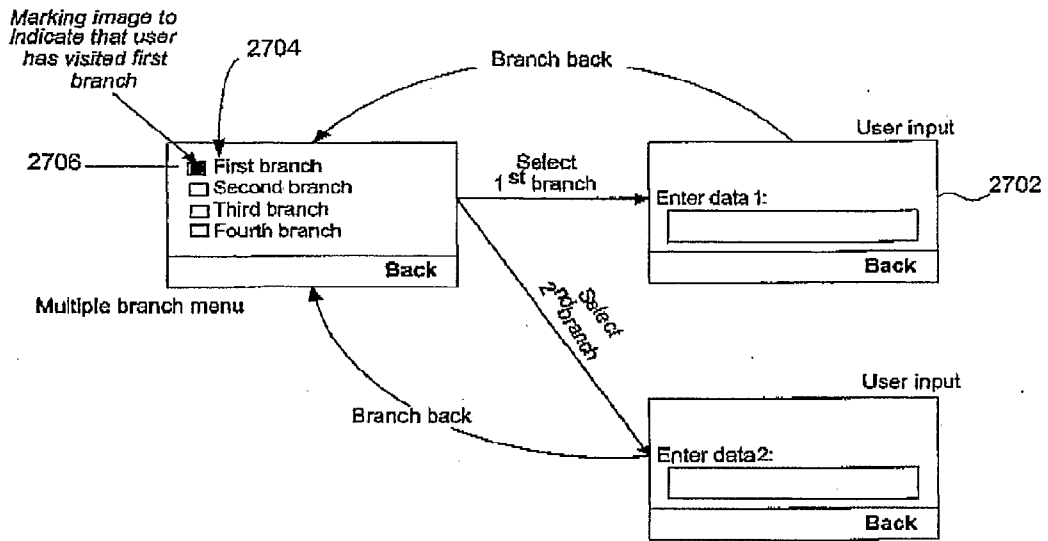 Marking image to
indicate that user
has visited first
branch
2704
2706
First branch
Second branch
Third branch
Fourth branch
Back
Multiple branch menu
Branch back
Select
1st branch
User input
2702
Enter data 1:
Back
Select
2nd branch
Branch back
User input
Enter data2:
Back